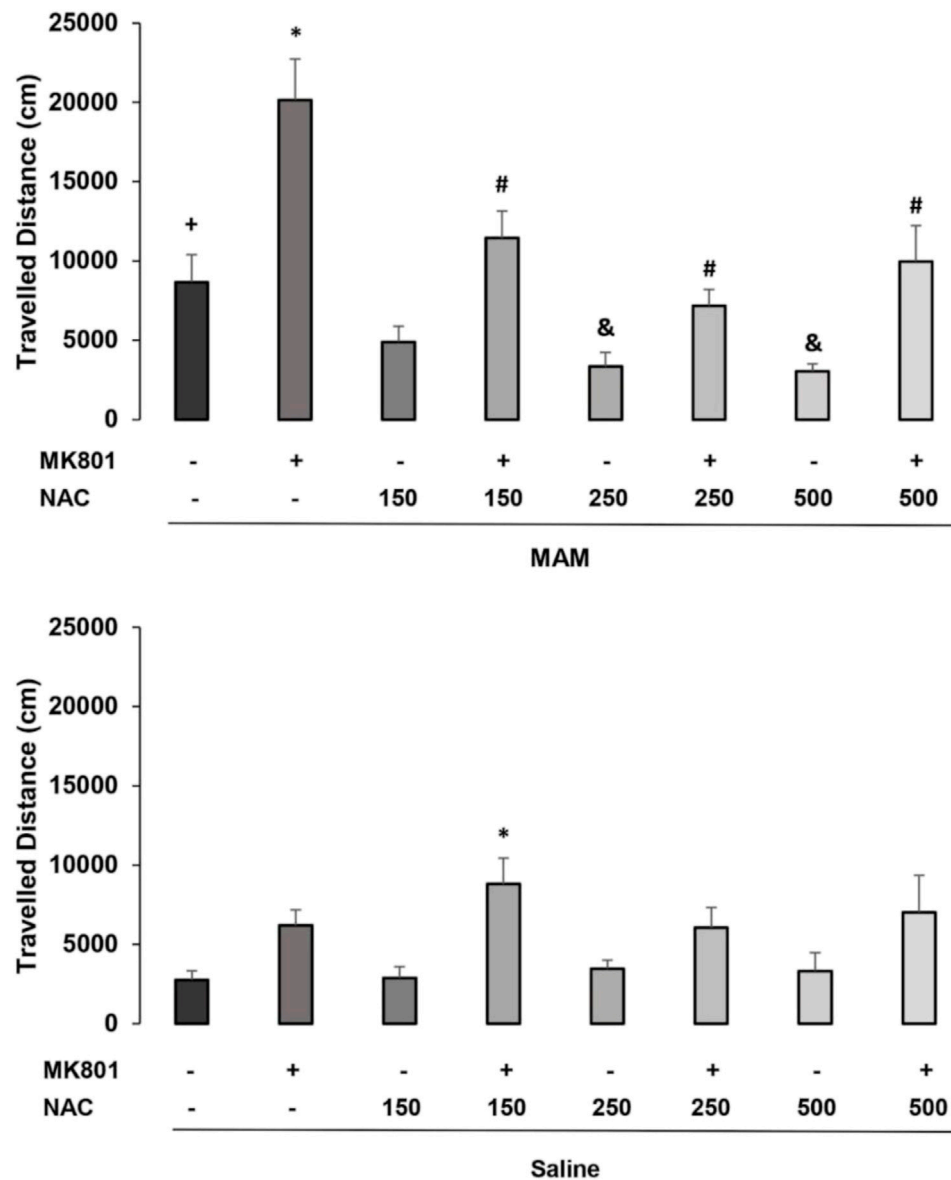 25000
*
20000
Travelled Distance (cm)
15000
#
#
+
10000
#
&
&
5000
0
MK801 - + - + - + - +
NAC - - 150 150 250 250 500 500
MAM
25000
20000
Travelled Distance (cm)
15000
*
10000
5000
0
MK801 - + - + - + - +
NAC - - 150 150 250 250 500 500
Saline